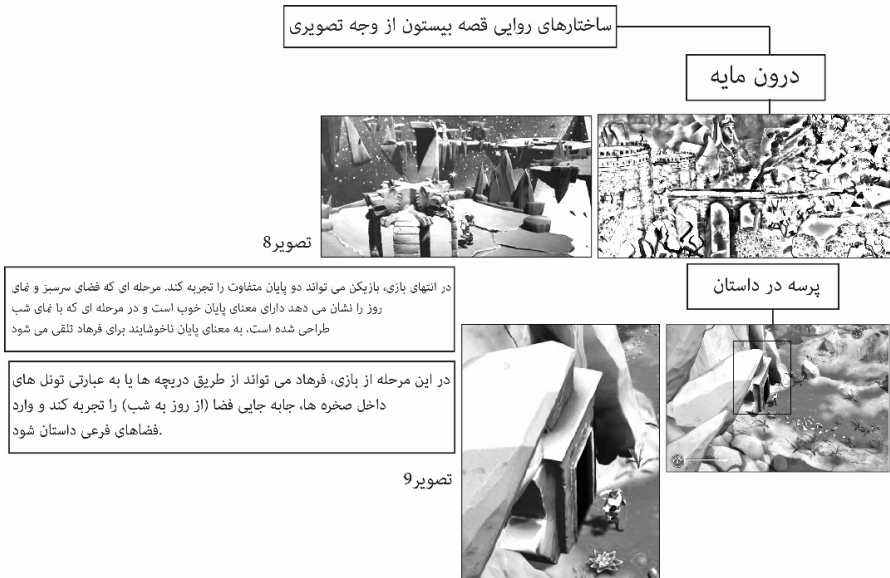 ساختارهای روایی قصه بیستون از وجه تصویری
درون مایه
تصویر8
در انتهای بازی، بازیکن می تواند دو پایان متفاوت را تجربه کند. مرحله ای که فضای سرسبز و نمای
روز را نشان می دهد دارای معنای پایان خوب است و در مرحله ای که با نمای شب
طراحی شده است، به معنای پایان ناخوشایند برای فرهاد تلقی می شود
پرسه در داستان
در این مرحله از بازی، فرهاد می تواند از طریق دریچه ها یا به عبارتی تونل های
داخل صخره ها، جابه جایی فضا (از روز به شب) را تجربه کند و وارد
فضاهای فرعی داستان شود.
تصویر9